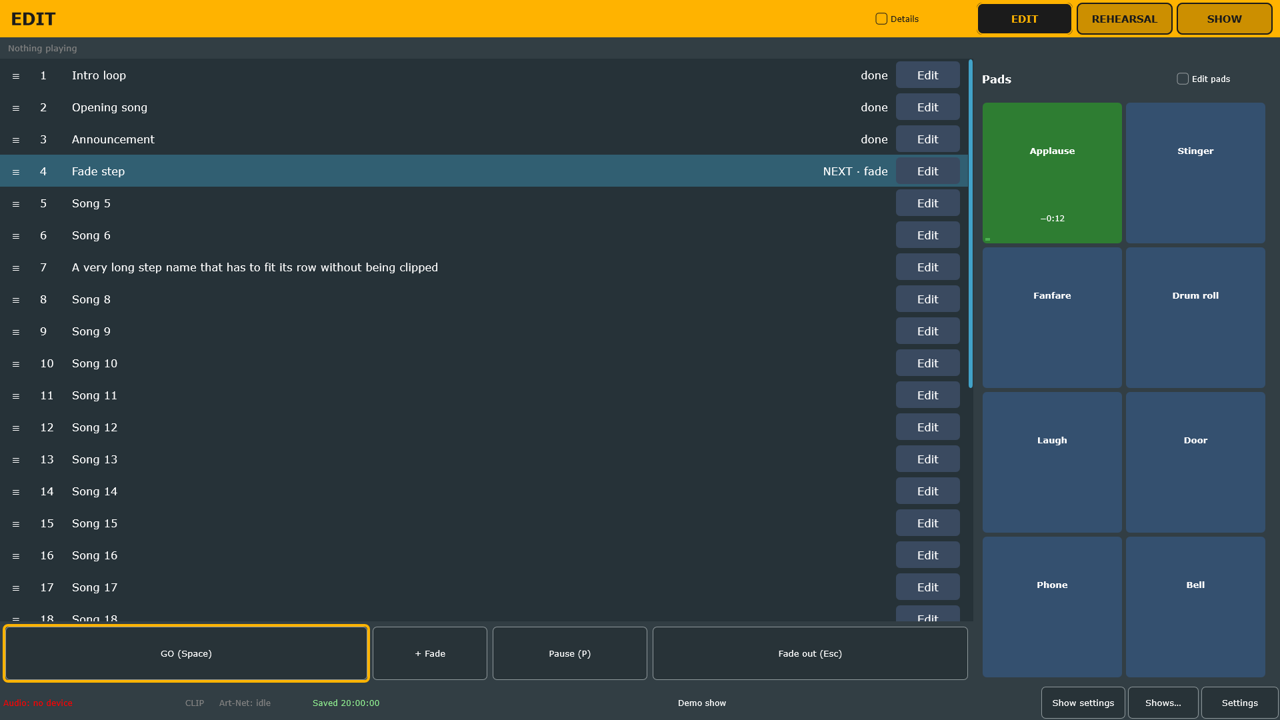 EDIT
Details
EDIT
REHEARSAL
SHOW
Nothing playing
≡ 1 Intro loop done Edit
≡ 2 Opening song done Edit
≡ 3 Announcement done Edit
≡ 4 Fade step NEXT · fade Edit
≡ 5 Song 5 Edit
≡ 6 Song 6 Edit
≡ 7 A very long step name that has to fit its row without being clipped Edit
≡ 8 Song 8 Edit
≡ 9 Song 9 Edit
≡ 10 Song 10 Edit
≡ 11 Song 11 Edit
≡ 12 Song 12 Edit
≡ 13 Song 13 Edit
≡ 14 Song 14 Edit
≡ 15 Song 15 Edit
≡ 16 Song 16 Edit
≡ 17 Song 17 Edit
≡ 18 Song 18 Edit
Pads
Edit pads
Applause
−0:12
Stinger
Fanfare
Drum roll
Laugh
Door
Phone
Bell
GO (Space)
+ Fade
Pause (P)
Fade out (Esc)
Audio: no device
CLIP
Art-Net: idle
Saved 20:00:00
Demo show
Show settings
Shows...
Settings